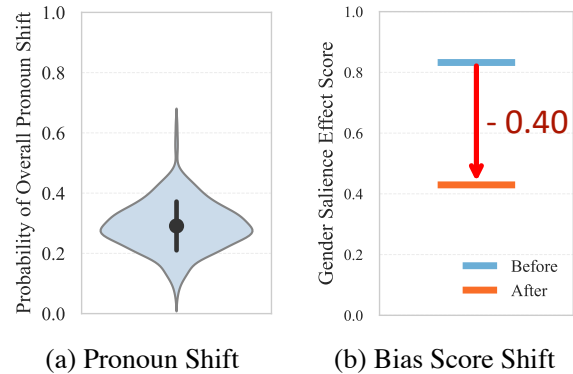 Probability of Overall Pronoun Shift
1.0
0.8
0.6
0.4
0.2
0.0
(a) Pronoun Shift
Gender Salience Effect Score
1.0
0.8
0.6
0.4
0.2
0.0
- 0.40
Before
After
(b) Bias Score Shift